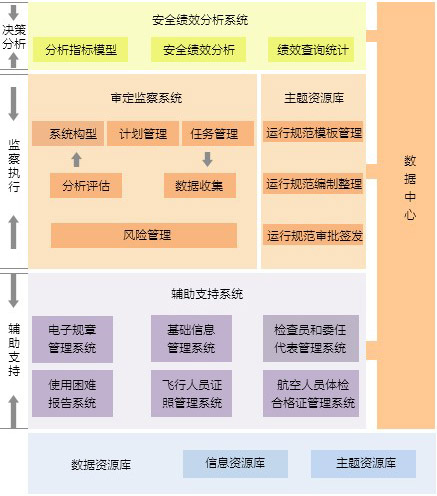 决策
分析
安全绩效分析系统
分析指标模型
安全绩效分析
绩效查询统计
监察执行
审定监察系统
系统构型
计划管理
任务管理
分析评估
数据收集
风险管理
主题资源库
运行规范模板管理
运行规范编制整理
运行规范审批签发
数据中心
辅助支持
辅助支持系统
电子规章
管理系统
基础信息
管理系统
检查员和委任
代表管理系统
使用困难
报告系统
飞行人员证
照管理系统
航空人员体检
合格证管理系统
数据资源库
信息资源库
主题资源库